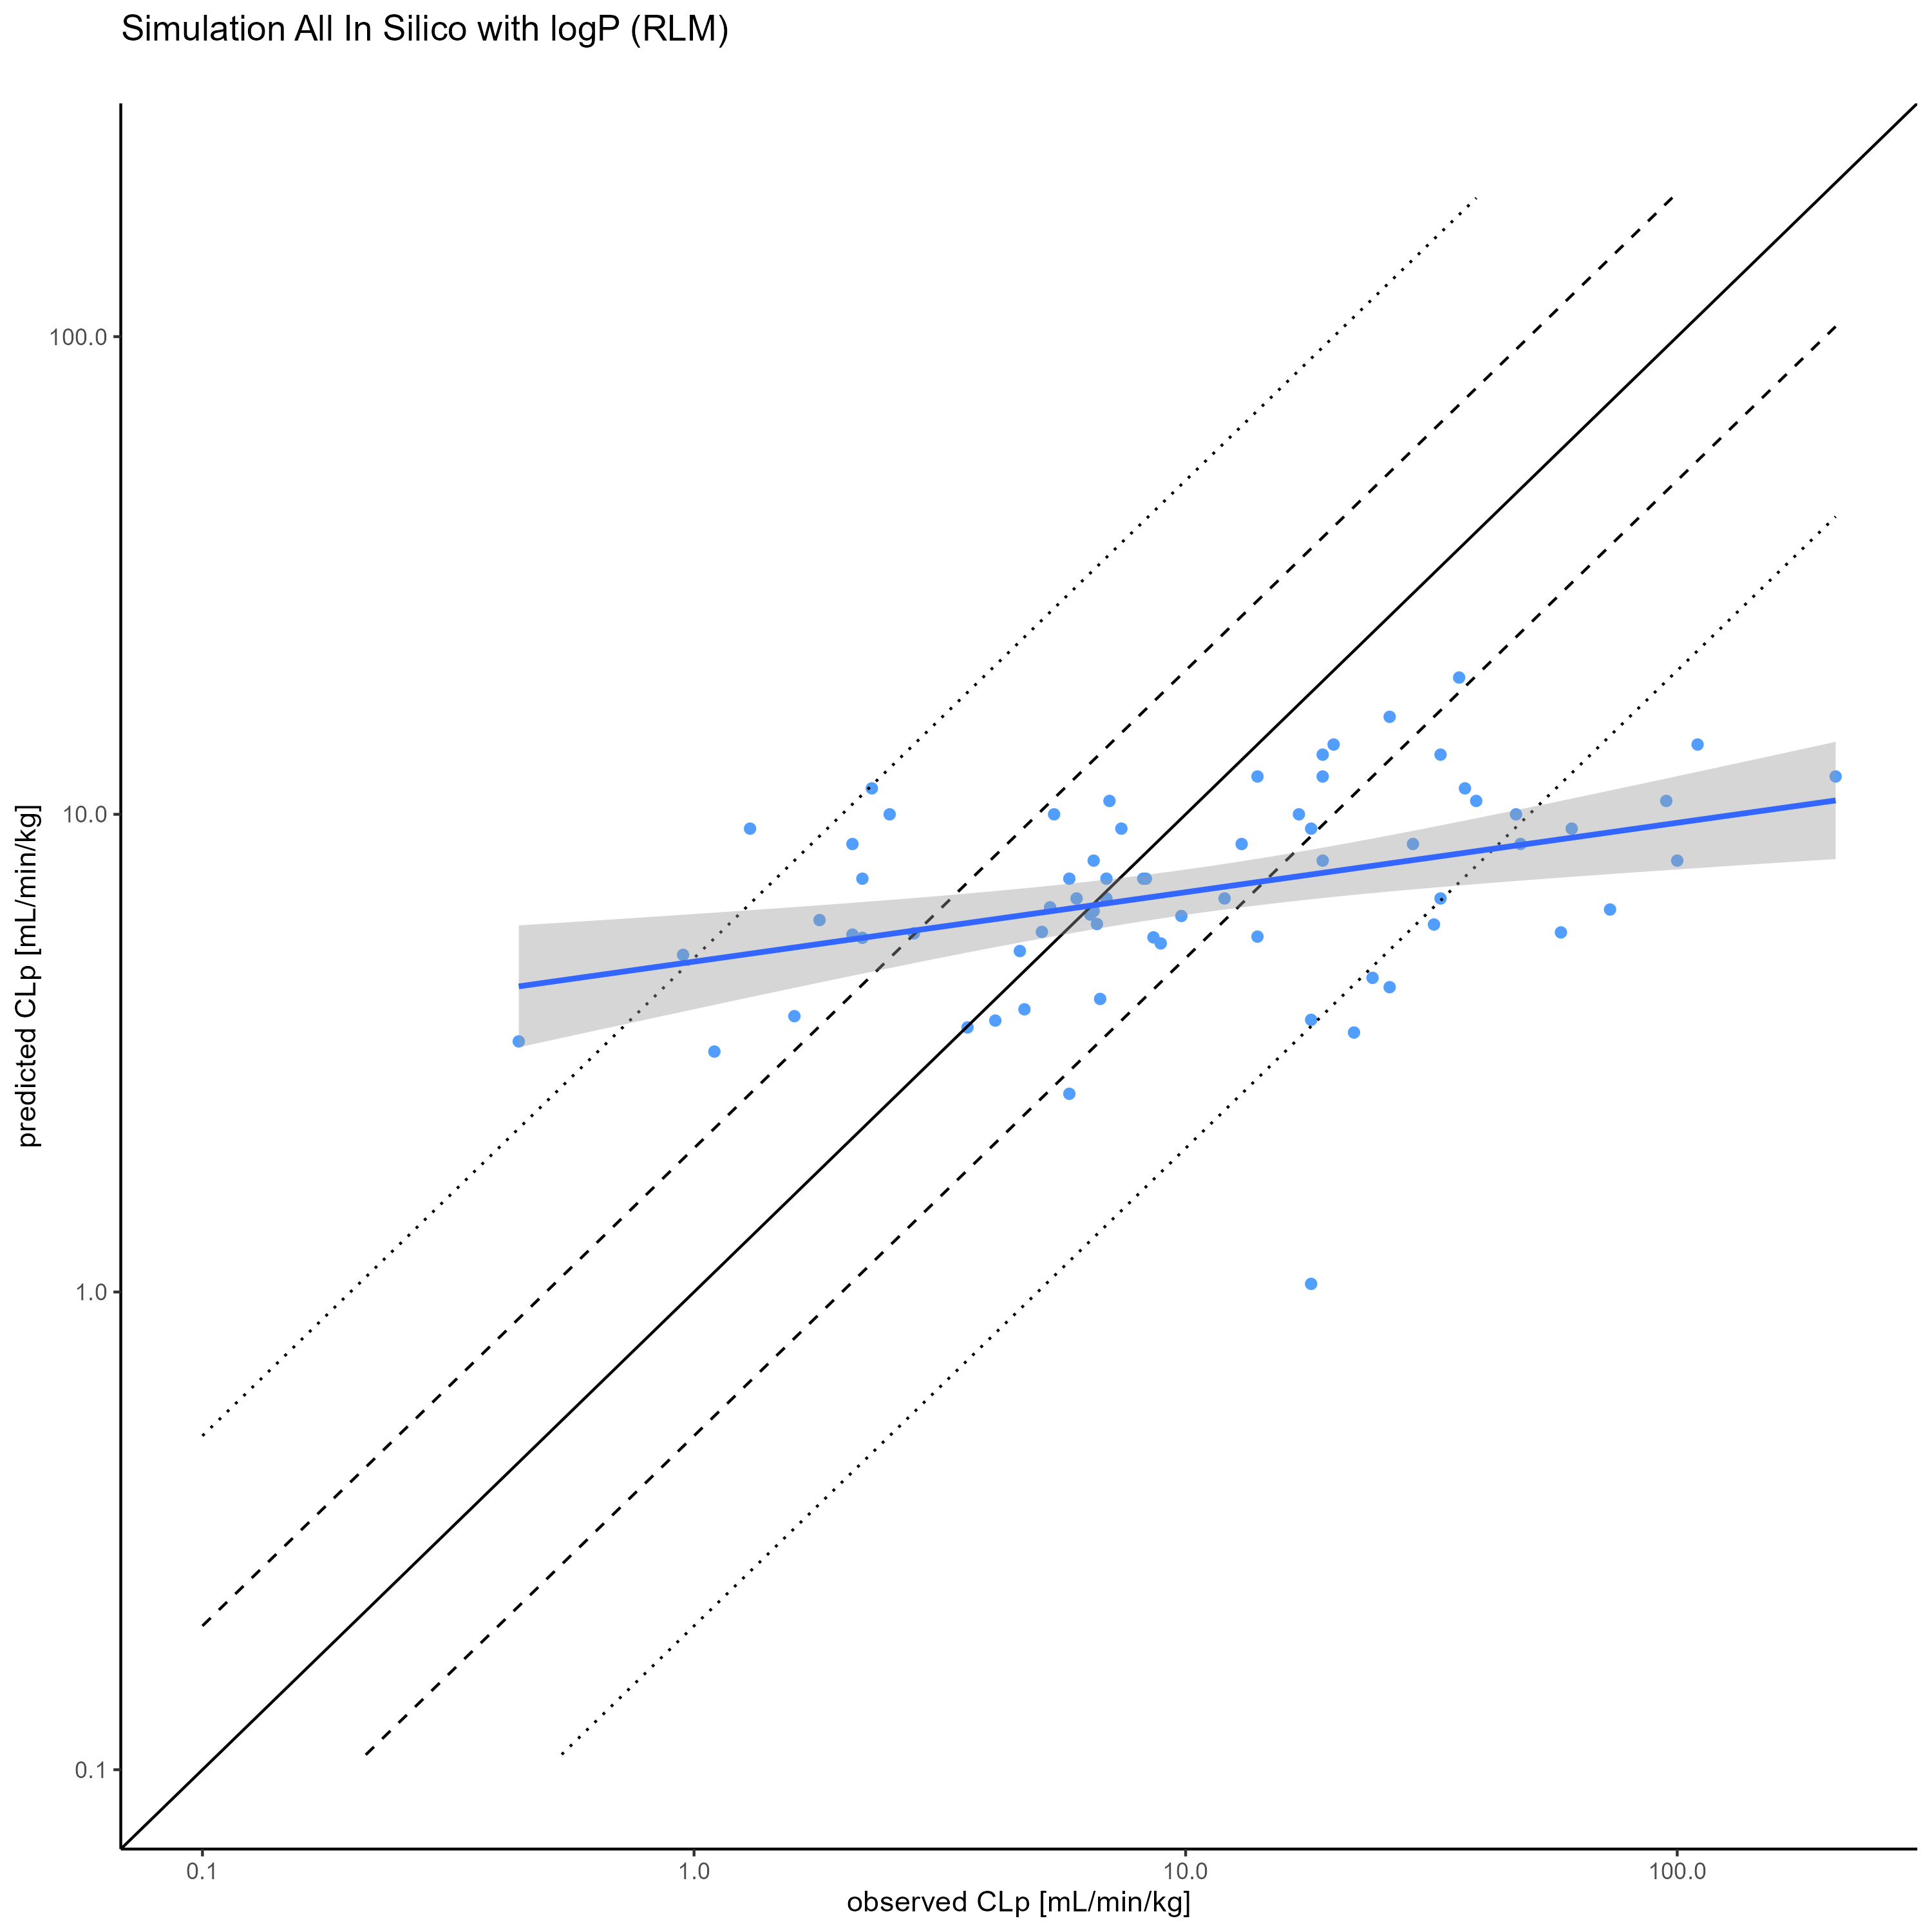 Simulation All In Silico with logP (RLM)
100.0
10.0
1.0
0.1
predicted CLp [mL/min/kg]
0.1
1.0
10.0
100.0
observed CLp [mL/min/kg]